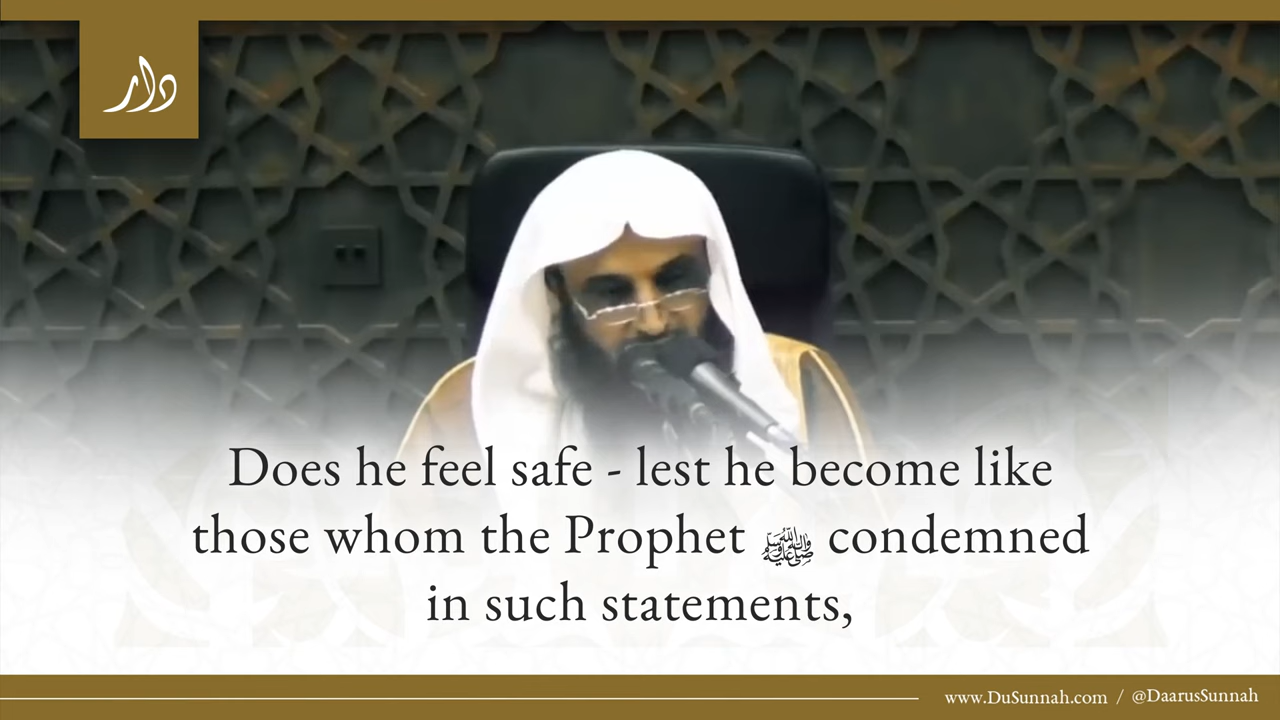 دار
Does he feel safe - lest he become like
those whom the Prophet ﷺ condemned
in such statements,
www.DuSunnah.com / @DaarusSunnah